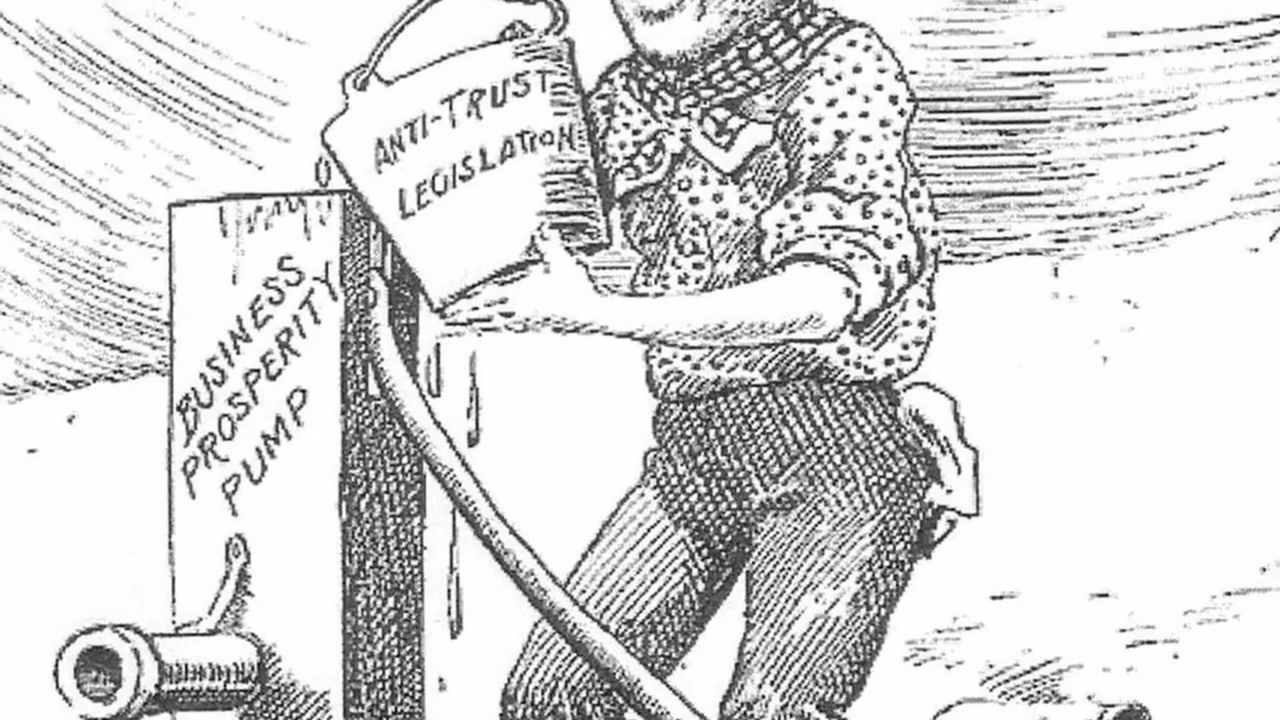 ANTI-TRUST
LEGISLATION
BUSINESS
PROSPERITY
PUMP